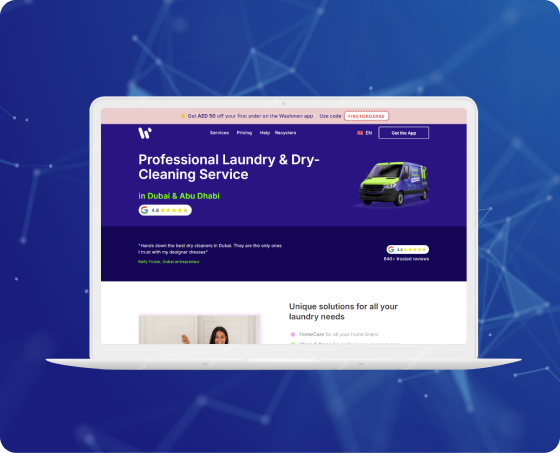 👉 Get AED 50 off your first order on the Washmen app Use code FIRSTORDER50
Services Pricing Help Recyclers EN Get the App
Professional Laundry & Dry-
Cleaning Service
in Dubai & Abu Dhabi
4.8
"Hands down the best dry cleaners in Dubai. They are the only ones
I trust with my designer dresses"
Kelly Power, Dubai entrepreneur
4.8
840+ trusted reviews
Unique solutions for all your
laundry needs
HomeCare for all your home linens